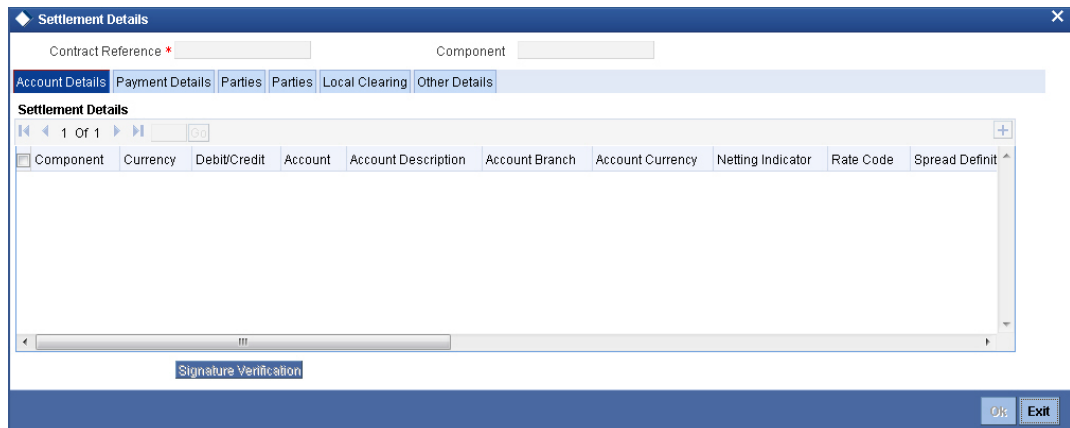 Settlement Details
Contract Reference * Component
Account Details Payment Details Parties Parties Local Clearing Other Details
Settlement Details
1 Of 1 Go
Component Currency Debit/Credit Account Account Description Account Branch Account Currency Netting Indicator Rate Code Spread Definit
Signature Verification
Ok Exit